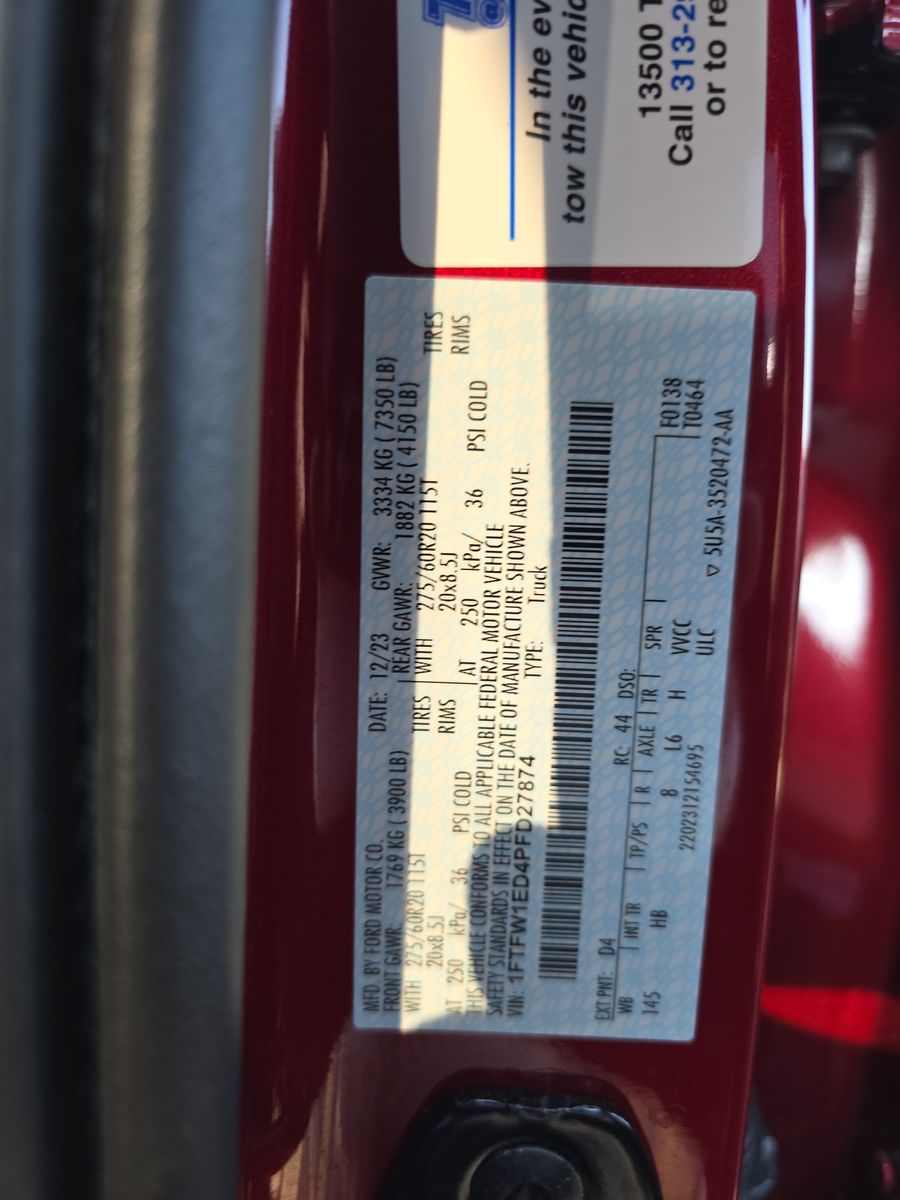 MFD. BY FORD MOTOR CO.
DATE: 12/23 GVWR: 3334 KG ( 7350 LB)
FRONT GAWR: 1769 KG ( 3900 LB) REAR GAWR: 1882 KG ( 4150 LB)
WITH 275/60R20 115T TIRES WITH 275/60R20 115T TIRES
20x8.5J RIMS 20x8.5J RIMS
AT 250 kPa/ 36 PSI COLD AT 250 kPa/ 36 PSI COLD
THIS VEHICLE CONFORMS TO ALL APPLICABLE FEDERAL MOTOR VEHICLE
SAFETY STANDARDS IN EFFECT ON THE DATE OF MANUFACTURE SHOWN ABOVE.
VIN: 1FTFW1ED4PFD27874 TYPE: Truck
EXT PNT: D4 RC: 44 DSO:
WB INT TR TP/PS R AXLE TR SPR F0138
145 HB 8 L6 H VVCC T0464
2202312154695 ULC ▽ 5U5A-3520472-AA
In the ev
tow this vehic
13500 T
Call 313-29
or to re